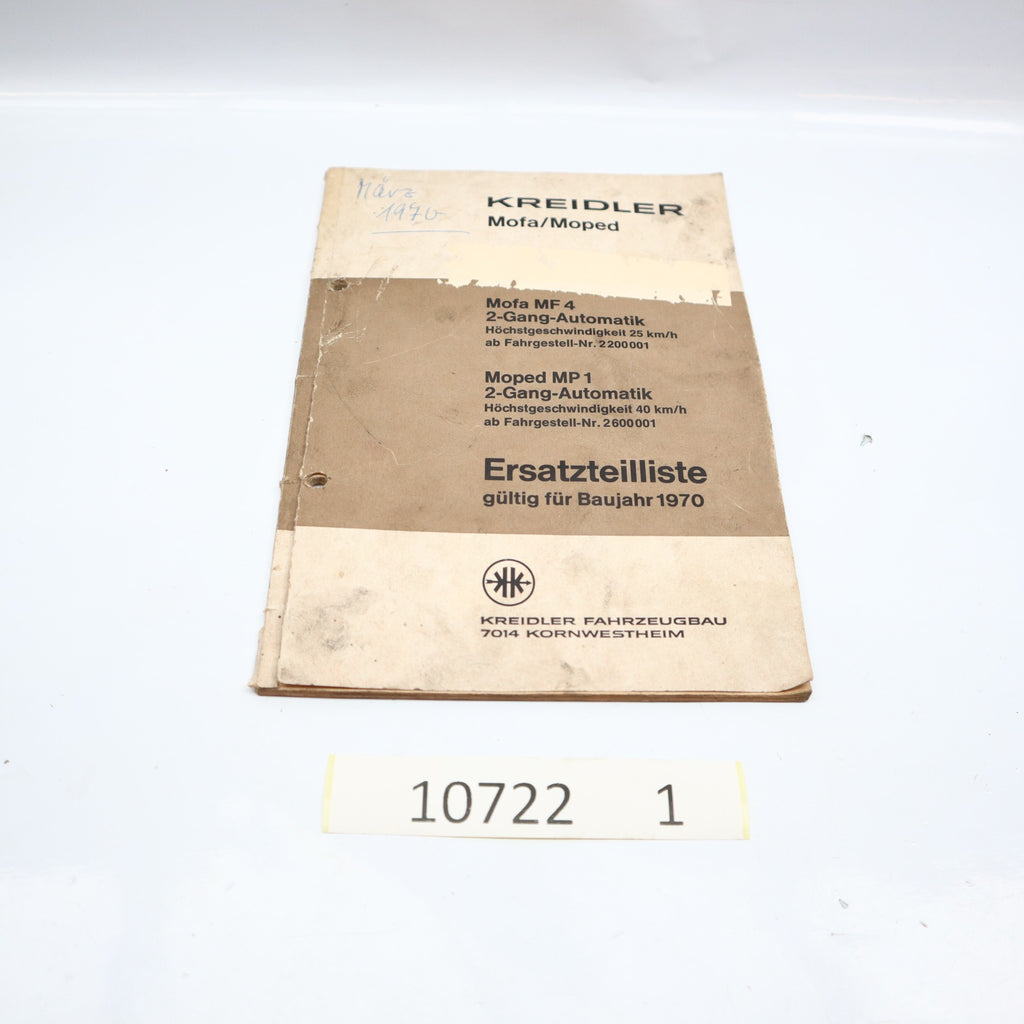 März
1970
KREIDLER
Mofa/Moped
Mofa MF 4
2-Gang-Automatik
Höchstgeschwindigkeit 25 km/h
ab Fahrgestell-Nr. 2200001
Moped MP 1
2-Gang-Automatik
Höchstgeschwindigkeit 40 km/h
ab Fahrgestell-Nr. 2600001
Ersatzteilliste
gültig für Baujahr 1970
KREIDLER FAHRZEUGBAU
7014 KORNWESTHEIM
10722 1